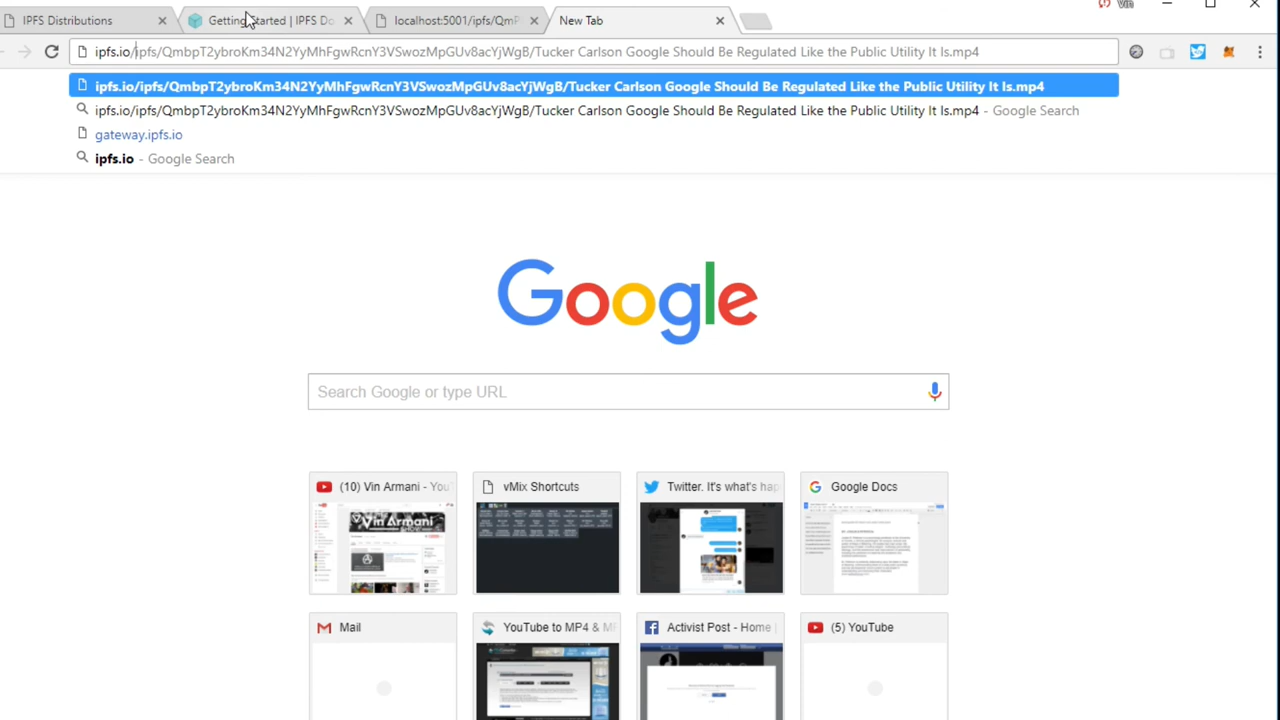 IPFS Distributions
Getting Started | IPFS Do
localhost:5001/ipfs/QmP
New Tab
Vin
ipfs.io/ipfs/QmbpT2ybroKm34N2YyMhFgwRcnY3VSwozMpGUv8acYjWgB/Tucker Carlson Google Should Be Regulated Like the Public Utility It Is.mp4
ipfs.io/ipfs/QmbpT2ybroKm34N2YyMhFgwRcnY3VSwozMpGUv8acYjWgB/Tucker Carlson Google Should Be Regulated Like the Public Utility It Is.mp4
ipfs.io/ipfs/QmbpT2ybroKm34N2YyMhFgwRcnY3VSwozMpGUv8acYjWgB/Tucker Carlson Google Should Be Regulated Like the Public Utility It Is.mp4 - Google Search
gateway.ipfs.io
ipfs.io - Google Search
Google
Search Google or type URL
(10) Vin Armani - YouT
vMix Shortcuts
Twitter. It's what's hap
Google Docs
Vin Armani
Mail
YouTube to MP4 & M
Activist Post - Home |
(5) YouTube